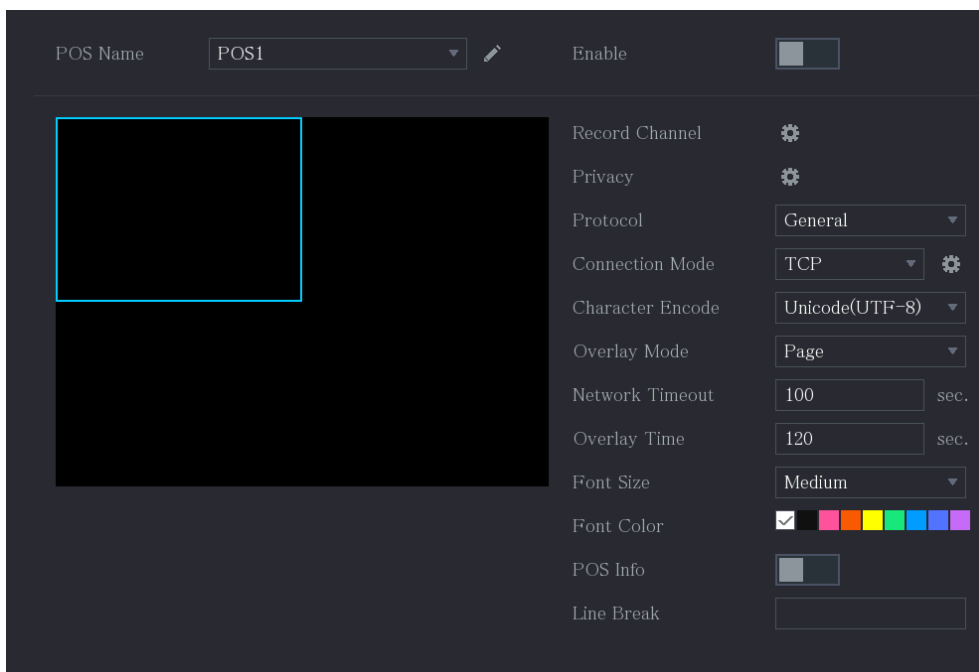 POS Name POS1 Enable
Record Channel
Privacy
Protocol General
Connection Mode TCP
Character Encode Unicode(UTF-8)
Overlay Mode Page
Network Timeout 100 sec.
Overlay Time 120 sec.
Font Size Medium
Font Color
POS Info
Line Break